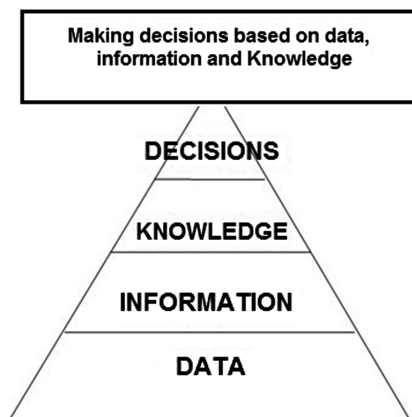 Making decisions based on data,
information and Knowledge
DECISIONS
KNOWLEDGE
INFORMATION
DATA